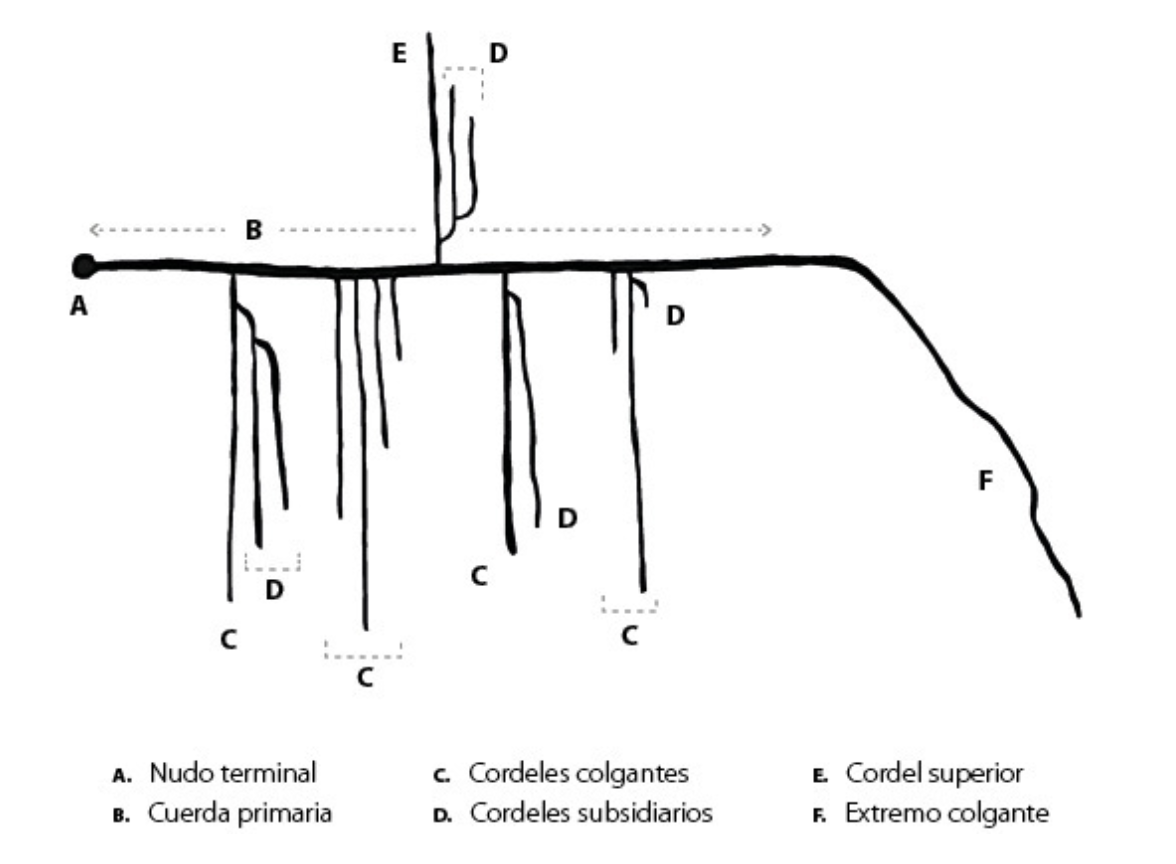 E D
B
A
D
F
D
D C
C C
C
A. Nudo terminal
B. Cuerda primaria
C. Cordeles colgantes
D. Cordeles subsidiarios
E. Cordel superior
F. Extremo colgante